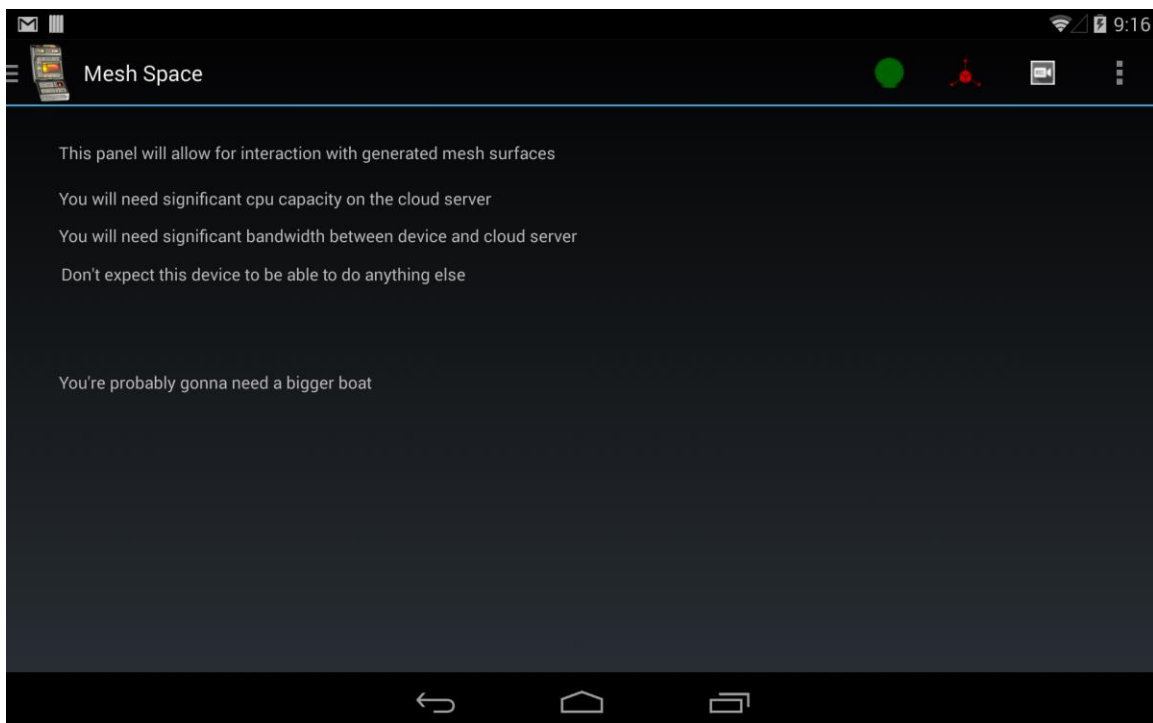 9:16
Mesh Space
This panel will allow for interaction with generated mesh surfaces
You will need significant cpu capacity on the cloud server
You will need significant bandwidth between device and cloud server
Don't expect this device to be able to do anything else
You're probably gonna need a bigger boat